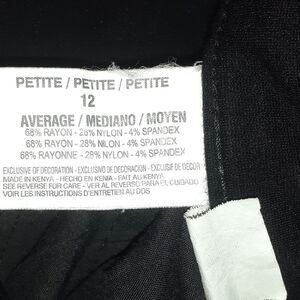 PETITE / PETITE / PETITE
12
AVERAGE / MEDIANO / MOYEN
68% RAYON - 28% NYLON - 4% SPANDEX
68% RAYON - 28% NILON - 4% SPANDEX
68% RAYONNE - 28% NYLON - 4% SPANDEX
EXCLUSIVE OF DECORATION - EXCLUSIVO DE DECORACION - EXCLUSIF DE DECOR
MADE IN KENYA - HECHO EN KENIA - FAIT AU KENYA
SEE REVERSE FOR CARE - VER AL REVERSO PARA EL CUIDADO
VOIR LES INSTRUCTIONS D'ENTRETIEN AU DOS